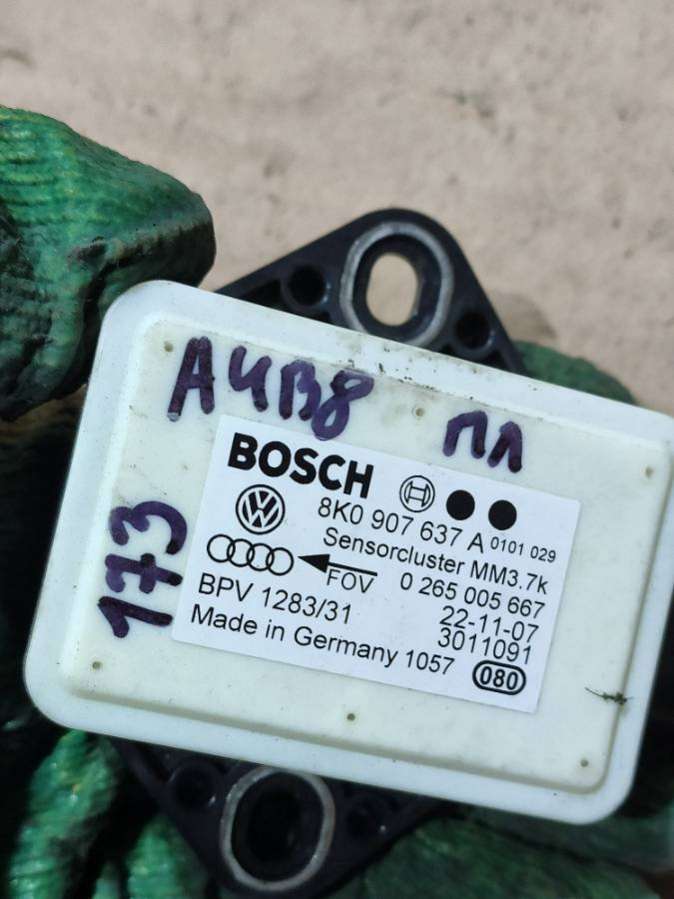 А4В8 ПЛ
173
BOSCH
8K0 907 637 A 0101 029
Sensorcluster MM3.7k
FOV 0 265 005 667
BPV 1283/31 22-11-07
3011091
Made in Germany 1057 080